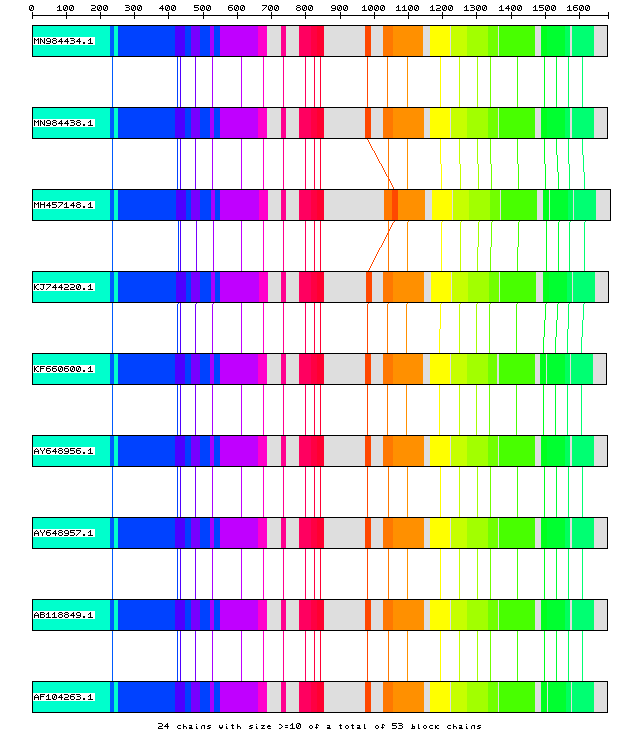 0 100 200 300 400 500 600 700 800 900 1000 1100 1200 1300 1400 1500 1600
MN984434.1
MN984438.1
MH457148.1
KJ744220.1
KF660600.1
AY648956.1
AY648957.1
AB118849.1
AF104263.1
24 chains with size >=10 of a total of 53 block chains